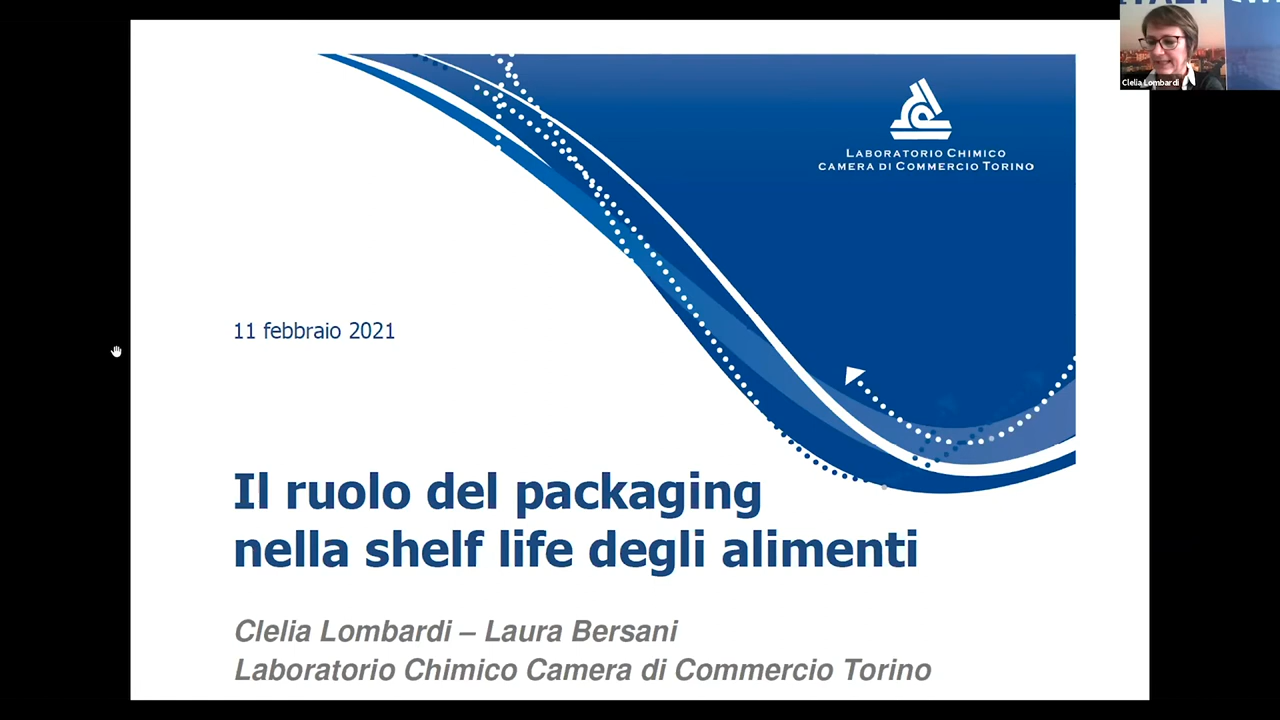 Clelia Lombardi
LABORATORIO CHIMICO
CAMERA DI COMMERCIO TORINO
11 febbraio 2021
Il ruolo del packaging
nella shelf life degli alimenti
Clelia Lombardi – Laura Bersani
Laboratorio Chimico Camera di Commercio Torino